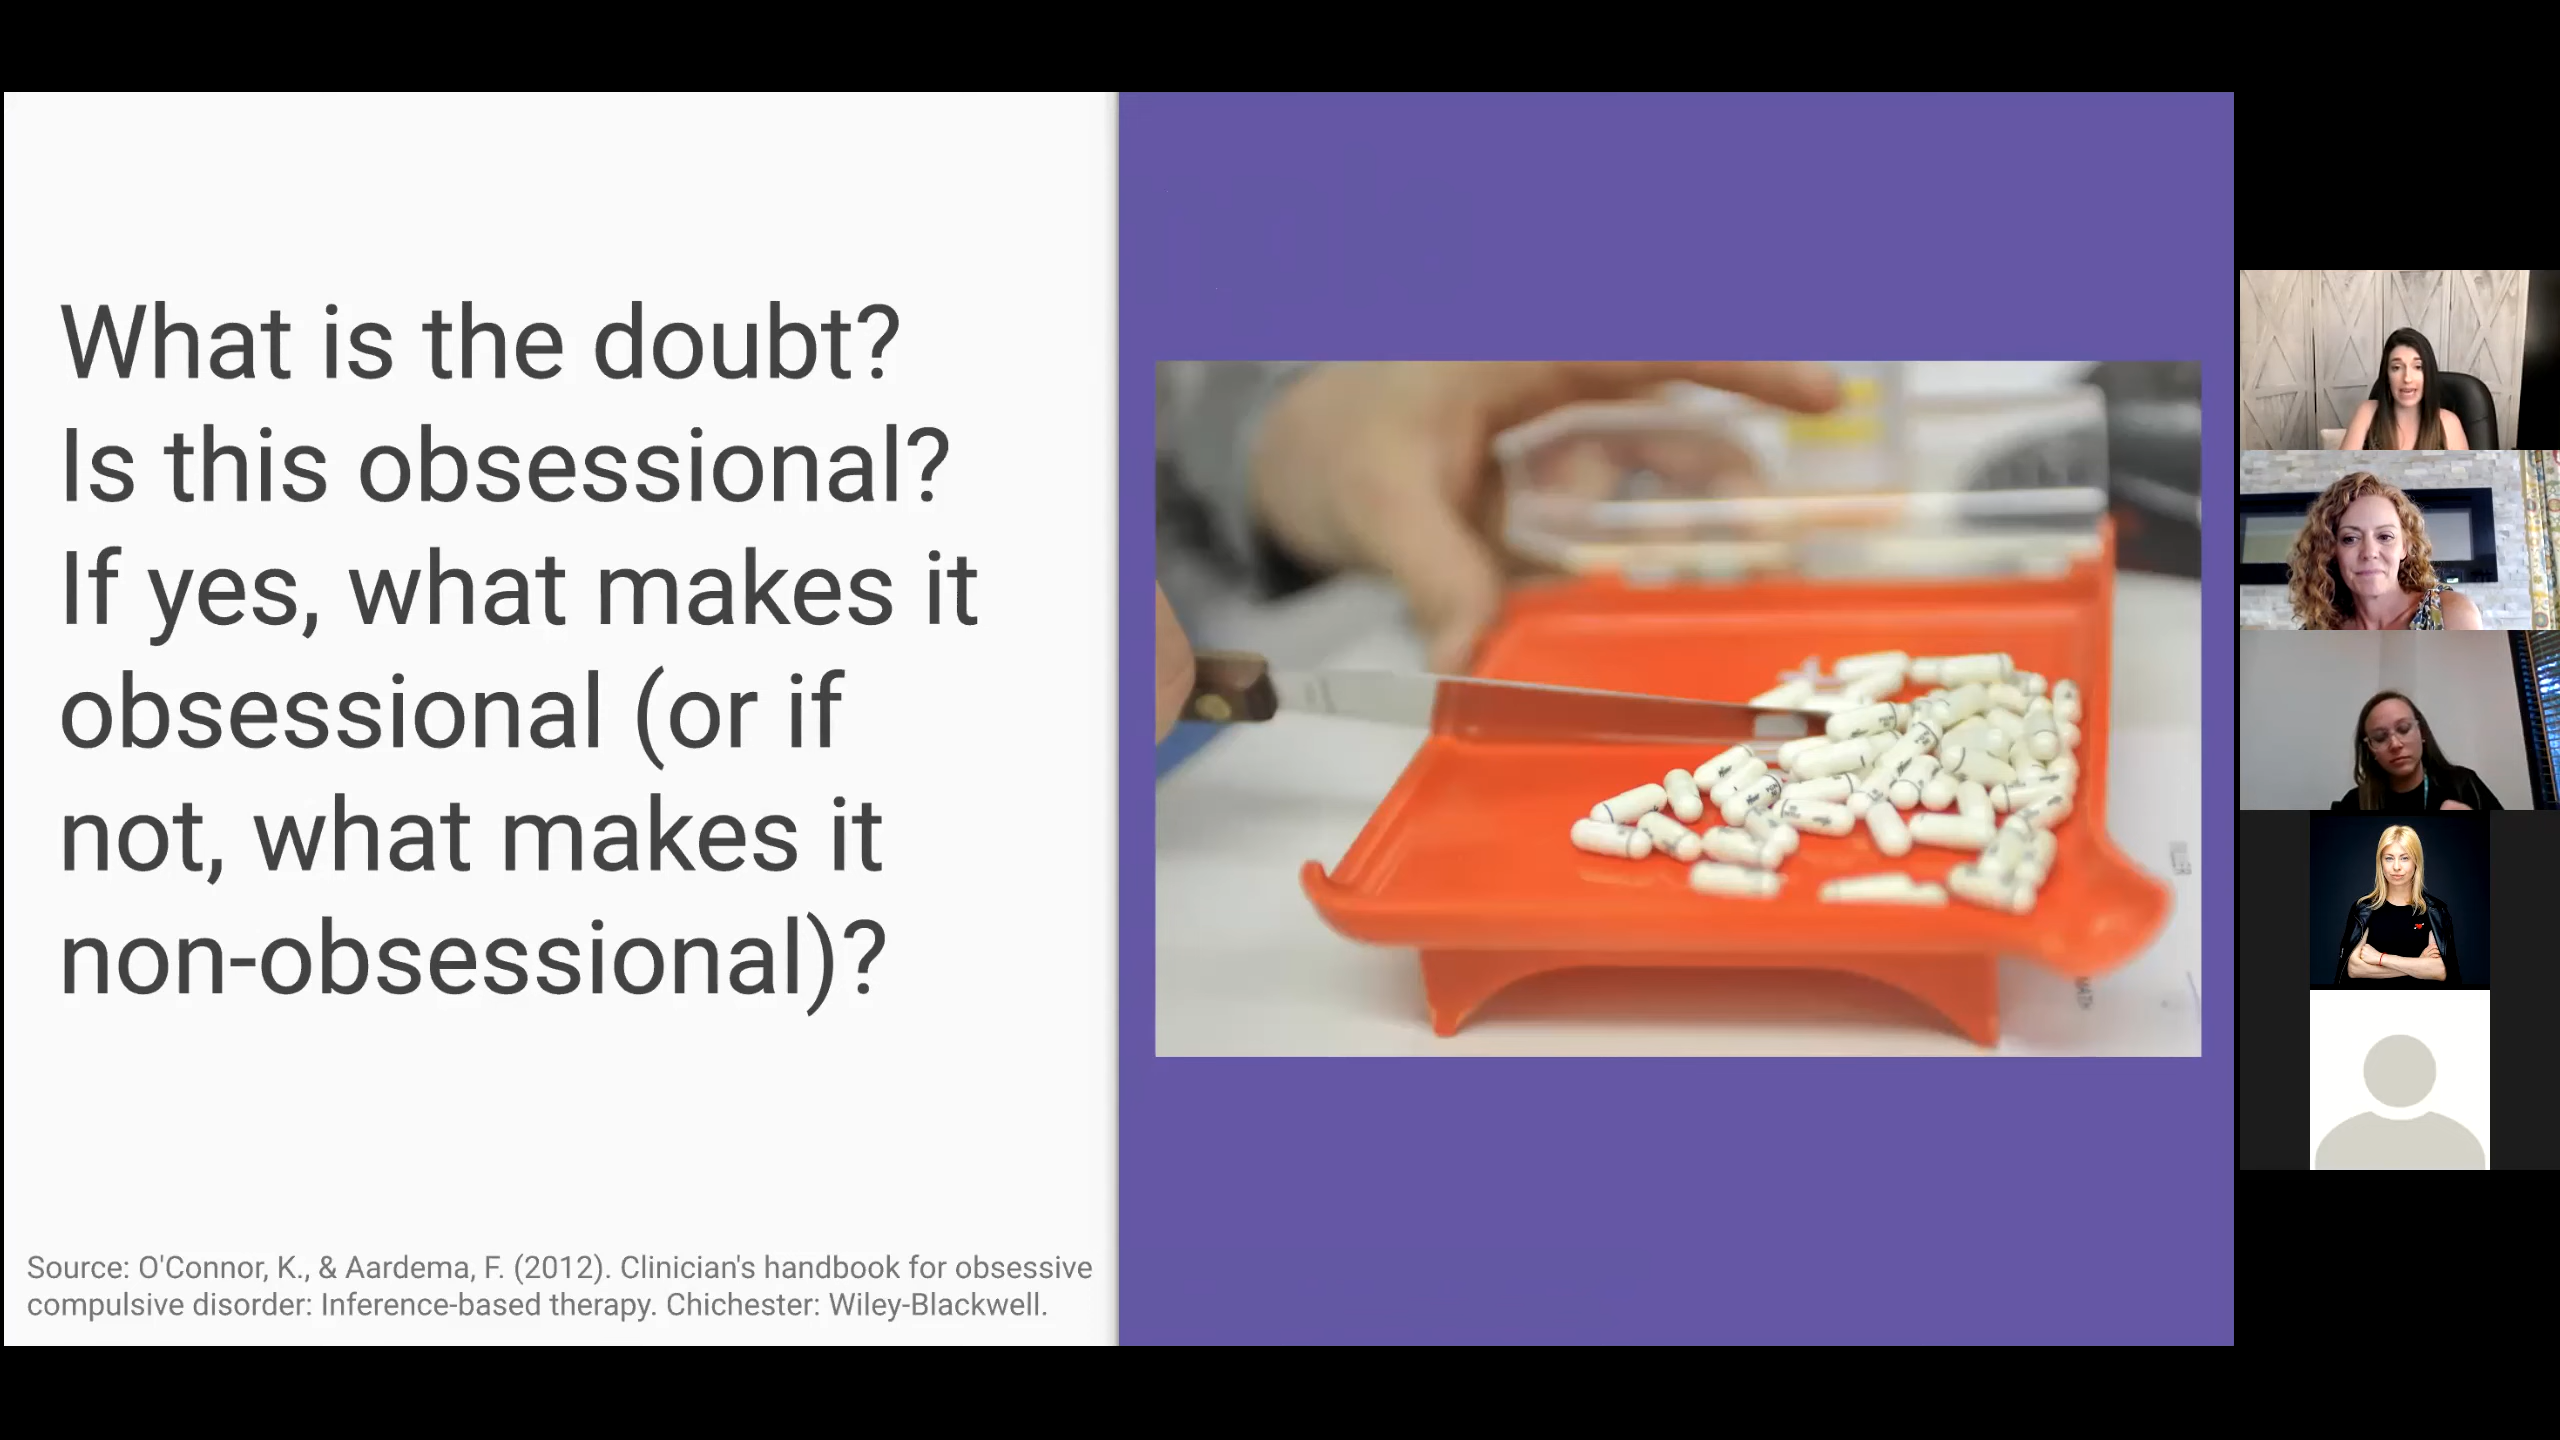 What is the doubt?
Is this obsessional?
If yes, what makes it
obsessional (or if
not, what makes it
non-obsessional)?
Source: O'Connor, K., & Aardema, F. (2012). Clinician's handbook for obsessive
compulsive disorder: Inference-based therapy. Chichester: Wiley-Blackwell.